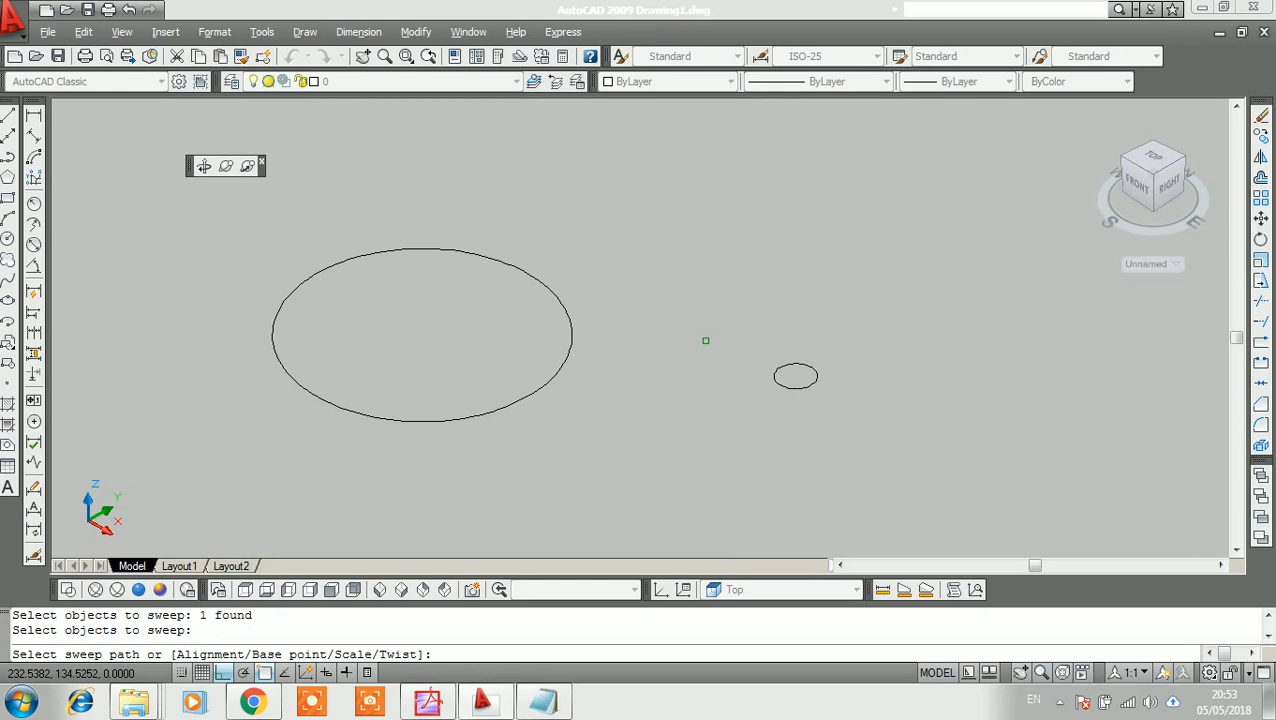 AutoCAD 2009 Drawing1.dwg
File Edit View Insert Format Tools Draw Dimension Modify Window Help Express
Standard ISO-25 Standard Standard
AutoCAD Classic 0 ByLayer ByLayer ByLayer ByColor
TOP
FRONT RIGHT
W S E
Unnamed
Z
Y
X
A
Model Layout1 Layout2
Top
Select objects to sweep: 1 found
Select objects to sweep:
Select sweep path or [Alignment/Base point/Scale/Twist]:
232.5382, 134.5252, 0.0000 MODEL 1:1
EN 20:53
05/05/2018